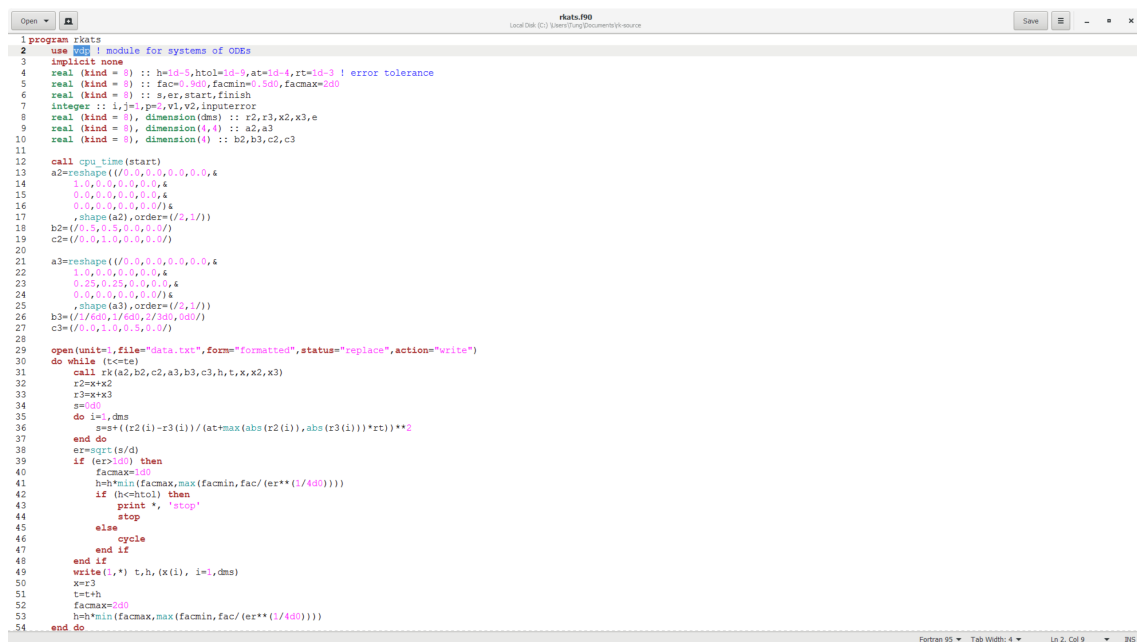 Open
rkats.f90
Local Disk (C:) \Users\Tung\Documents\rk-source
Save
1 program rkats
2 use vdp ! module for systems of ODEs
3 implicit none
4 real (kind = 8) :: h=1d-5,htol=1d-9,at=1d-4,rt=1d-3 ! error tolerance
5 real (kind = 8) :: fac=0.9d0,facmin=0.5d0,facmax=2d0
6 real (kind = 8) :: s,er,start,finish
7 integer :: i,j=1,p=2,v1,v2,inputerror
8 real (kind = 8), dimension(dms) :: r2,r3,x2,x3,e
9 real (kind = 8), dimension(4,4) :: a2,a3
10 real (kind = 8), dimension(4) :: b2,b3,c2,c3
11
12 call cpu_time(start)
13 a2=reshape((/0.0,0.0,0.0,0.0,&
14 1.0,0.0,0.0,0.0,&
15 0.0,0.0,0.0,0.0,&
16 0.0,0.0,0.0,0.0/)&
17 ,shape(a2),order=(/2,1/))
18 b2=(/0.5,0.5,0.0,0.0/)
19 c2=(/0.0,1.0,0.0,0.0/)
20
21 a3=reshape((/0.0,0.0,0.0,0.0,&
22 1.0,0.0,0.0,0.0,&
23 0.25,0.25,0.0,0.0,&
24 0.0,0.0,0.0,0.0/)&
25 ,shape(a3),order=(/2,1/))
26 b3=(/1/6d0,1/6d0,2/3d0,0d0/)
27 c3=(/0.0,1.0,0.5,0.0/)
28
29 open(unit=1,file="data.txt",form="formatted",status="replace",action="write")
30 do while (t<=te)
31 call rk(a2,b2,c2,a3,b3,c3,h,t,x,x2,x3)
32 r2=x+x2
33 r3=x+x3
34 s=0d0
35 do i=1,dms
36 s=s+((r2(i)-r3(i))/(at+max(abs(r2(i)),abs(r3(i)))*rt))**2
37 end do
38 er=sqrt(s/d)
39 if (er>1d0) then
40 facmax=1d0
41 h=h*min(facmax,max(facmin,fac/(er**(1/4d0))))
42 if (h<=htol) then
43 print *, 'stop'
44 stop
45 else
46 cycle
47 end if
48 end if
49 write(1,*) t,h,(x(i), i=1,dms)
50 x=r3
51 t=t+h
52 facmax=2d0
53 h=h*min(facmax,max(facmin,fac/(er**(1/4d0))))
54 end do
Fortran 95 Tab Width: 4 Ln 2, Col 9 INS